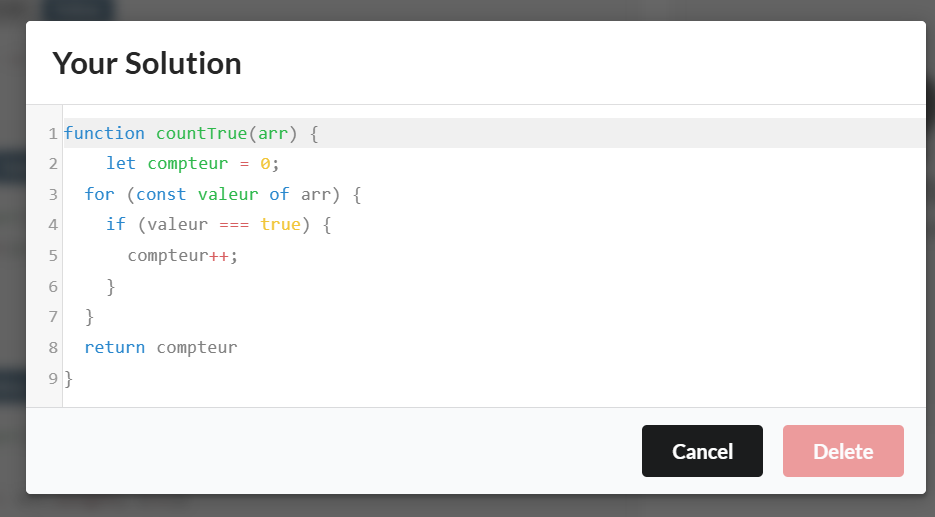 Your Solution
1 function countTrue(arr) {
2     let compteur = 0;
3   for (const valeur of arr) {
4     if (valeur === true) {
5       compteur++;
6     }
7   }
8   return compteur
9 }
Cancel Delete